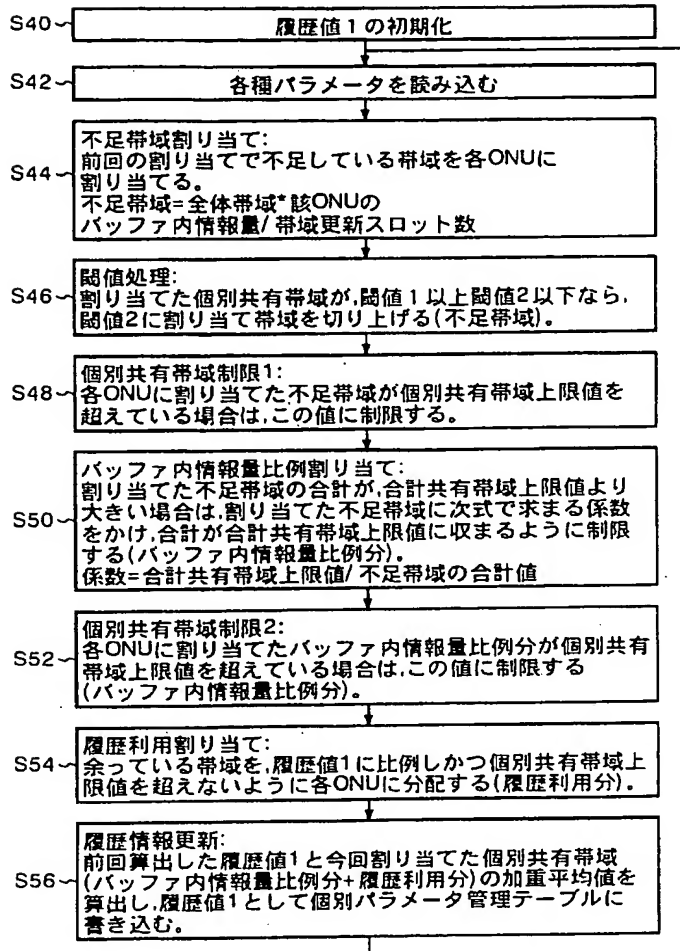 S40 履歴値1の初期化
S42 各種パラメータを読み込む
S44
不足帯域割り当て:
前回の割り当てで不足している帯域を各ONUに
割り当てる。
不足帯域=全体帯域*該ONUの
バッファ内情報量/帯域更新スロット数
S46
閾値処理:
割り当てた個別共有帯域が,閾値1以上閾値2以下なら,
閾値2に割り当て帯域を切り上げる(不足帯域)。
S48
個別共有帯域制限1:
各ONUに割り当てた不足帯域が個別共有帯域上限値を
超えている場合は,この値に制限する。
S50
バッファ内情報量比例割り当て:
割り当てた不足帯域の合計が,合計共有帯域上限値より
大きい場合は,割り当てた不足帯域に次式で求まる係数
をかけ,合計が合計共有帯域上限値に収まるように制限
する(バッファ内情報量比例分)。
係数=合計共有帯域上限値/不足帯域の合計値
S52
個別共有帯域制限2:
各ONUに割り当てたバッファ内情報量比例分が個別共有
帯域上限値を超えている場合は,この値に制限する
(バッファ内情報量比例分)。
S54
履歴利用割り当て:
余っている帯域を,履歴値1に比例しかつ個別共有帯域上
限値を超えないように各ONUに分配する(履歴利用分)。
S56
履歴情報更新:
前回算出した履歴値1と今回割り当てた個別共有帯域
(バッファ内情報量比例分+履歴利用分)の加重平均値を
算出し,履歴値1として個別パラメータ管理テーブルに
書き込む。